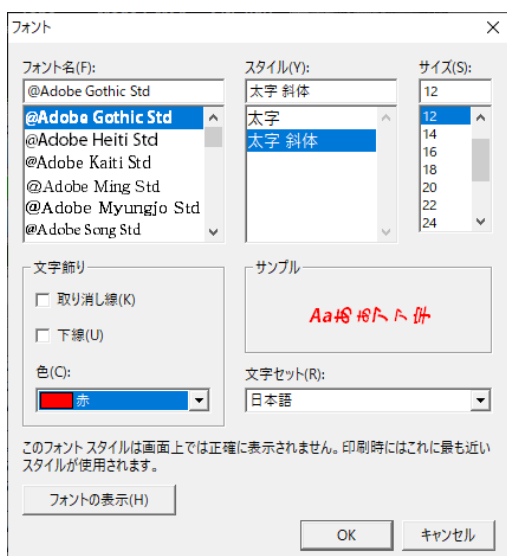 フォント
フォント名(F):
@Adobe Gothic Std
@Adobe Gothic Std
@Adobe Heiti Std
@Adobe Kaiti Std
@Adobe Ming Std
@Adobe Myungjo Std
@Adobe Song Std
スタイル(Y):
太字 斜体
太字
太字 斜体
サイズ(S):
12
12
14
16
18
20
22
24
文字飾り
取り消し線(K)
下線(U)
色(C):
赤
サンプル
Aaあぁアァ亜
文字セット(R):
日本語
このフォント スタイルは画面上では正確に表示されません。印刷時にはこれに最も近い
スタイルが使用されます。
フォントの表示(H)
OK
キャンセル